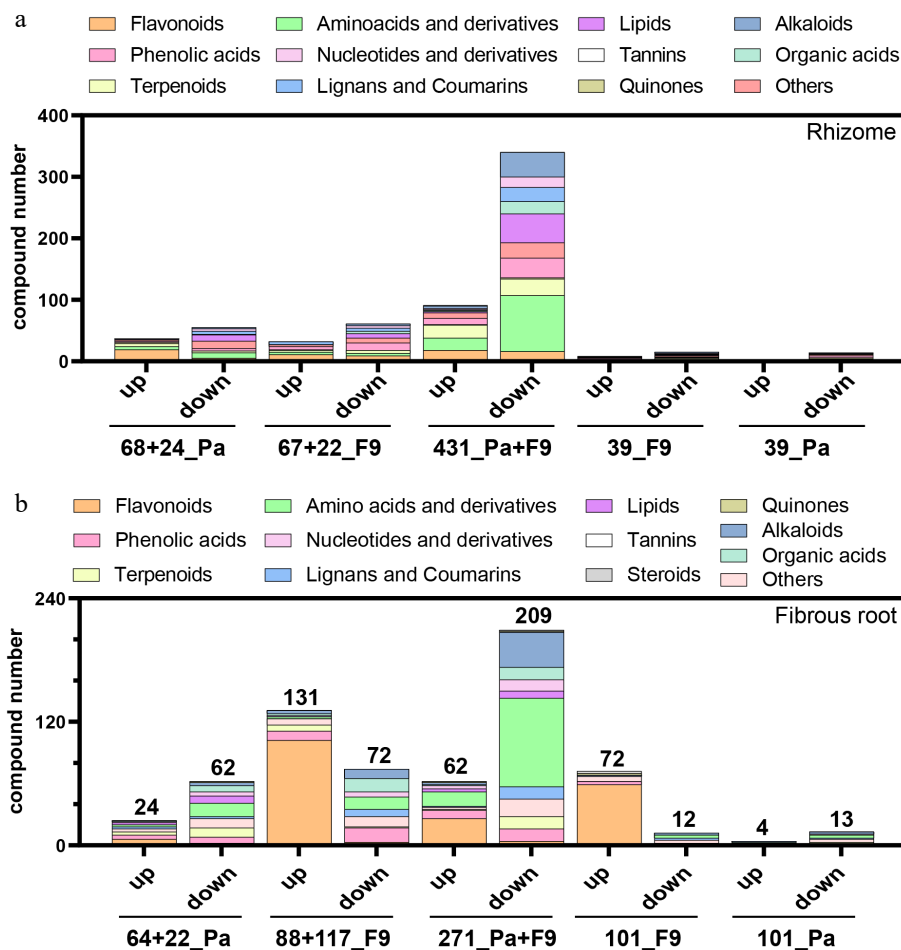 a
Flavonoids Aminoacids and derivatives Lipids Alkaloids
Phenolic acids Nucleotides and derivatives Tannins Organic acids
Terpenoids Lignans and Coumarins Quinones Others
400
Rhizome
300
200
100
0
compound number
up down up down up down up down up down
68+24_Pa 67+22_F9 431_Pa+F9 39_F9 39_Pa
b
Flavonoids Amino acids and derivatives Lipids Quinones
Alkaloids
Phenolic acids Nucleotides and derivatives Tannins
Organic acids
Terpenoids Lignans and Coumarins Steroids
Others
240
Fibrous root
120
0
compound number
24 62 131 72 62 209 72 12 4 13
up down up down up down up down up down
64+22_Pa 88+117_F9 271_Pa+F9 101_F9 101_Pa